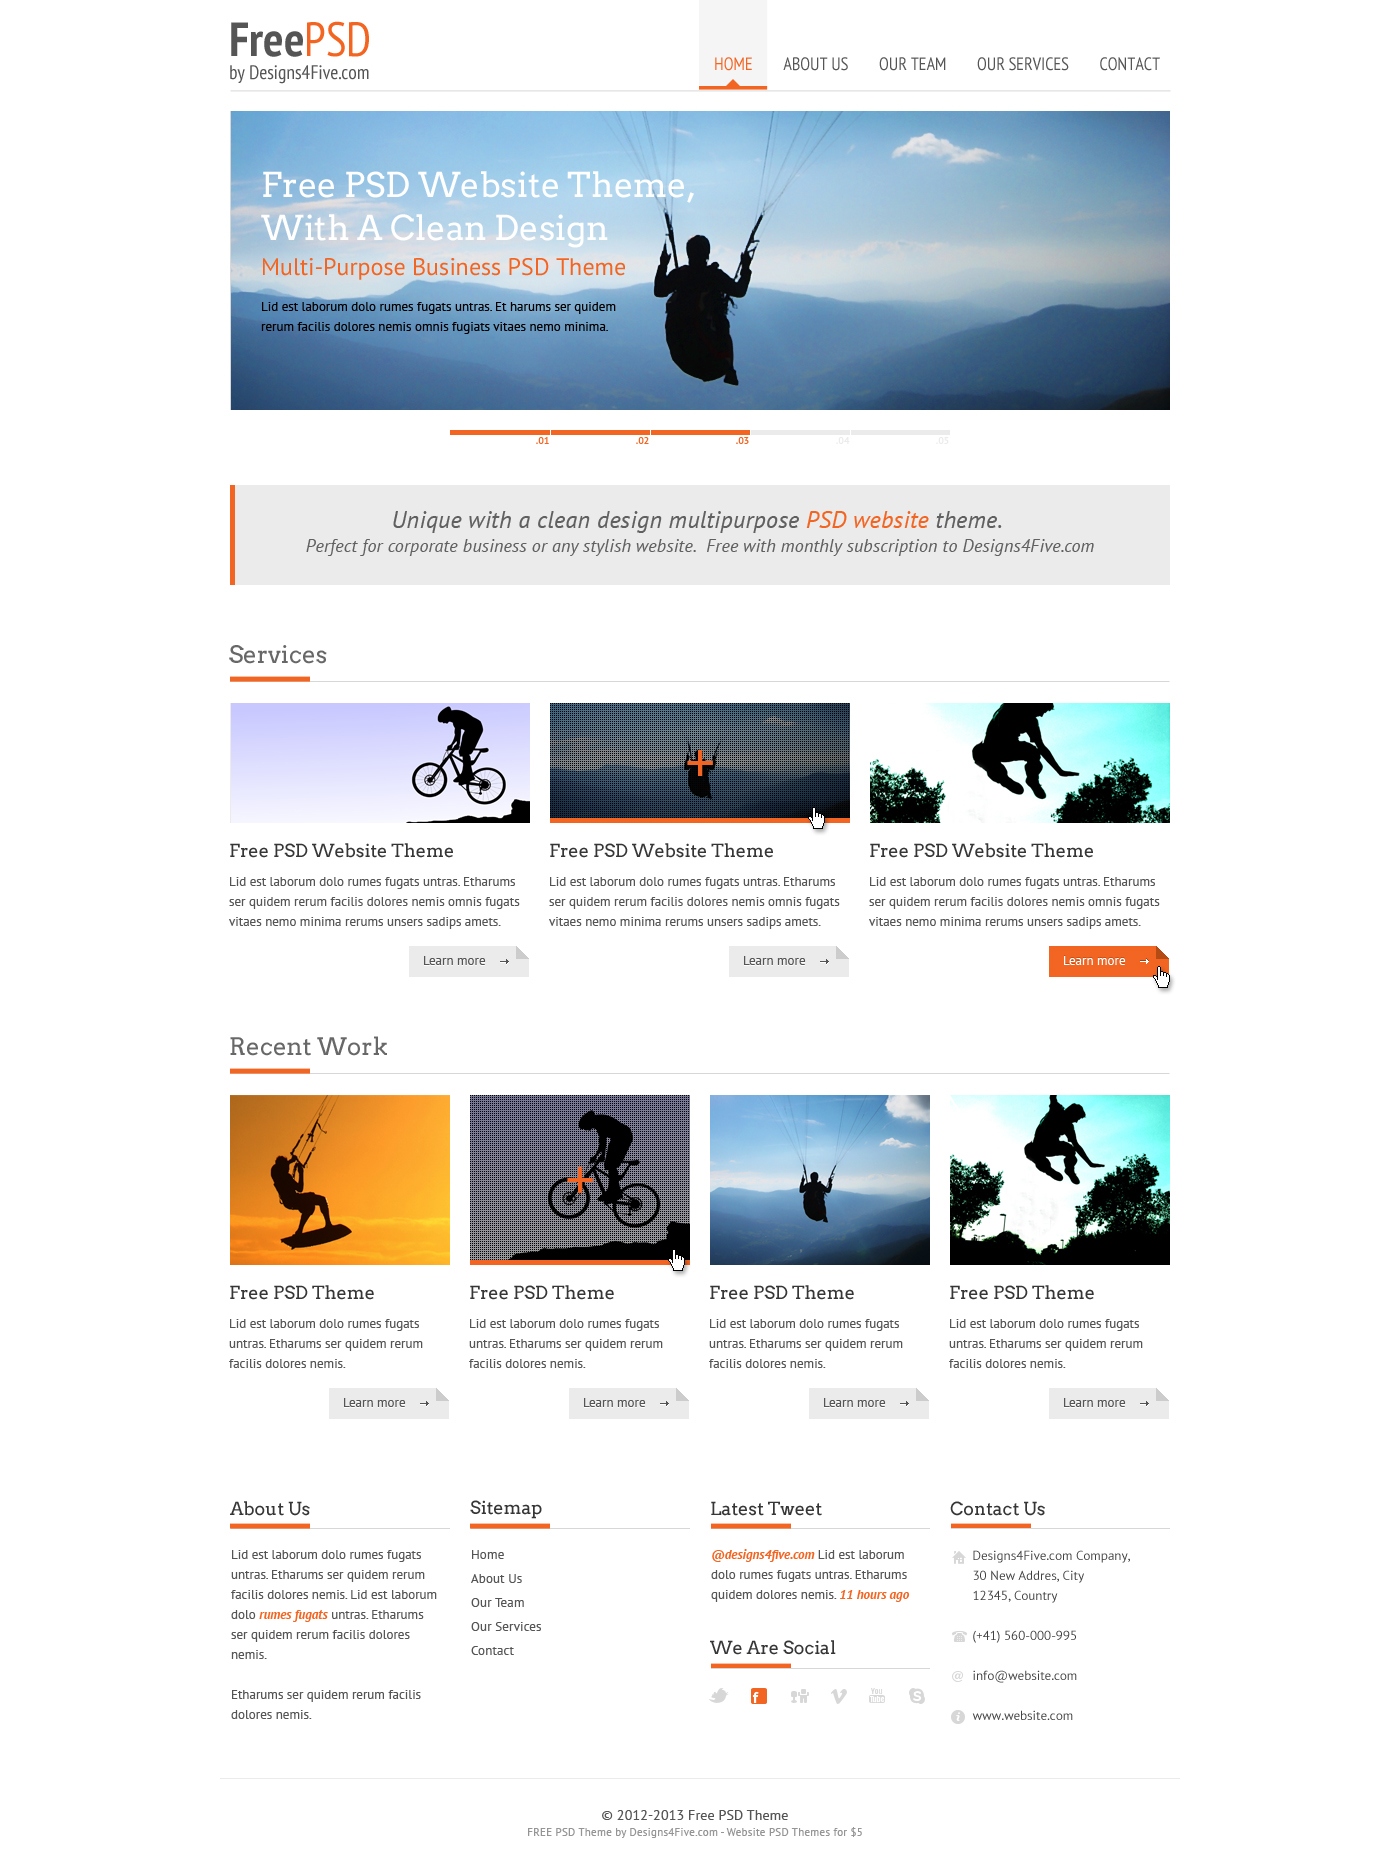 FreePSD
by Designs4Five.com
HOME ABOUT US OUR TEAM OUR SERVICES CONTACT
Free PSD Website Theme,
With A Clean Design
Multi-Purpose Business PSD Theme
Lid est laborum dolo rumes fugats untras. Et harums ser quidem
rerum facilis dolores nemis omnis fugiats vitaes nemo minima.
.01 .02 .03 .04 .05
Unique with a clean design multipurpose PSD website theme.
Perfect for corporate business or any stylish website. Free with monthly subscription to Designs4Five.com
Services
Free PSD Website Theme
Lid est laborum dolo rumes fugats untras. Etharums
ser quidem rerum facilis dolores nemis omnis fugats
vitaes nemo minima rerums unsers sadips amets.
Learn more →
Free PSD Website Theme
Lid est laborum dolo rumes fugats untras. Etharums
ser quidem rerum facilis dolores nemis omnis fugats
vitaes nemo minima rerums unsers sadips amets.
Learn more →
Free PSD Website Theme
Lid est laborum dolo rumes fugats untras. Etharums
ser quidem rerum facilis dolores nemis omnis fugats
vitaes nemo minima rerums unsers sadips amets.
Learn more →
Recent Work
Free PSD Theme
Lid est laborum dolo rumes fugats
untras. Etharums ser quidem rerum
facilis dolores nemis.
Learn more →
Free PSD Theme
Lid est laborum dolo rumes fugats
untras. Etharums ser quidem rerum
facilis dolores nemis.
Learn more →
Free PSD Theme
Lid est laborum dolo rumes fugats
untras. Etharums ser quidem rerum
facilis dolores nemis.
Learn more →
Free PSD Theme
Lid est laborum dolo rumes fugats
untras. Etharums ser quidem rerum
facilis dolores nemis.
Learn more →
About Us
Lid est laborum dolo rumes fugats
untras. Etharums ser quidem rerum
facilis dolores nemis. Lid est laborum
dolo rumes fugats untras. Etharums
ser quidem rerum facilis dolores
nemis.
Etharums ser quidem rerum facilis
dolores nemis.
Sitemap
Home
About Us
Our Team
Our Services
Contact
Latest Tweet
@designs4five.com Lid est laborum
dolo rumes fugats untras. Etharums
quidem dolores nemis. 11 hours ago
We Are Social
You
Tube
Contact Us
Designs4Five.com Company,
30 New Addres, City
12345, Country
(+41) 560-000-995
info@website.com
www.website.com
© 2012-2013 Free PSD Theme
FREE PSD Theme by Designs4Five.com - Website PSD Themes for $5